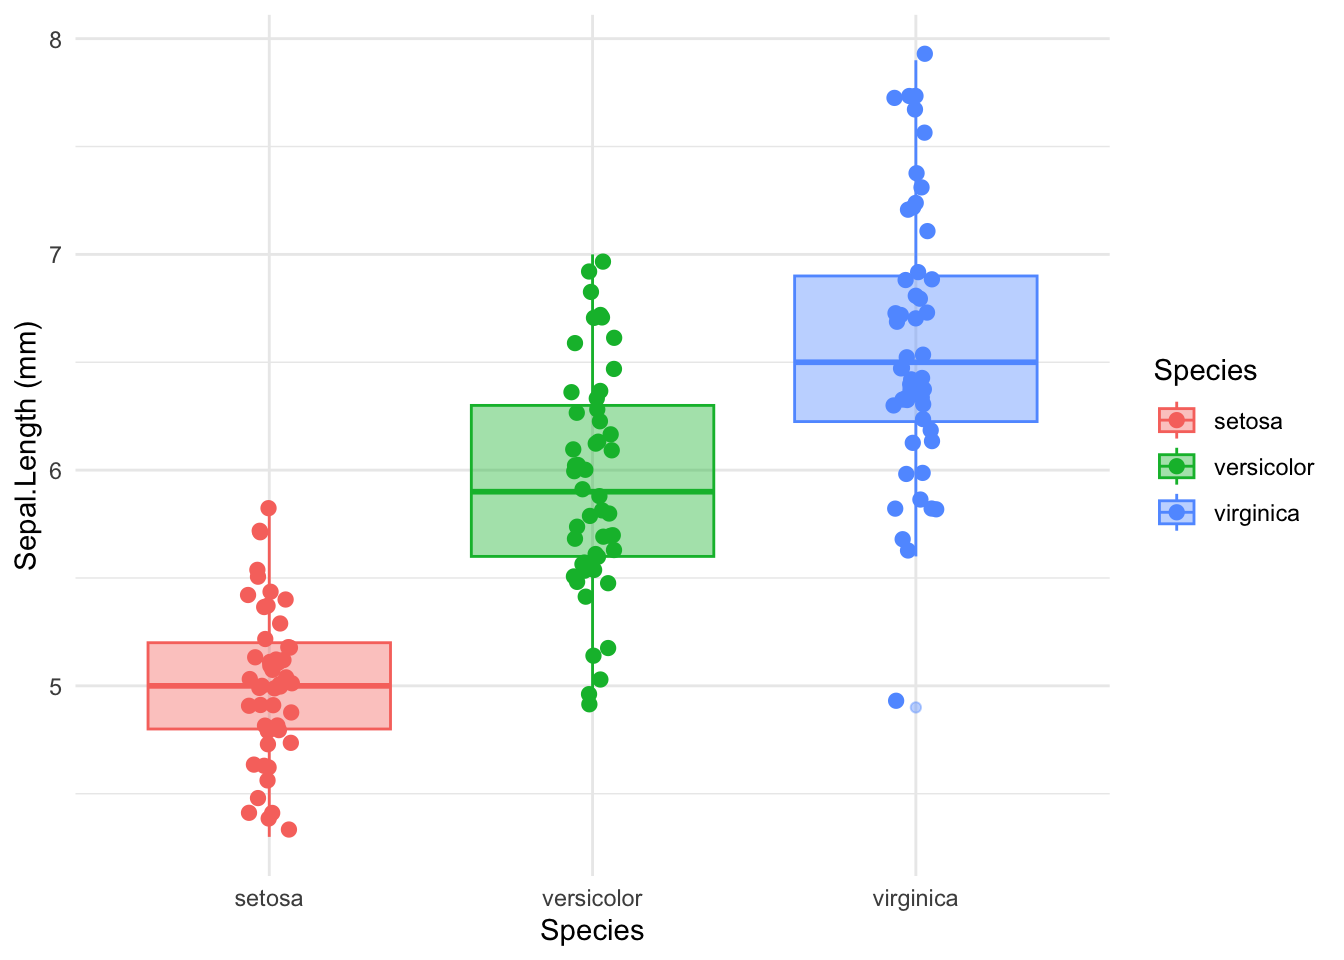 Sepal.Length (mm)
8
7
6
5
setosa
versicolor
virginica
Species
Species
setosa
versicolor
virginica